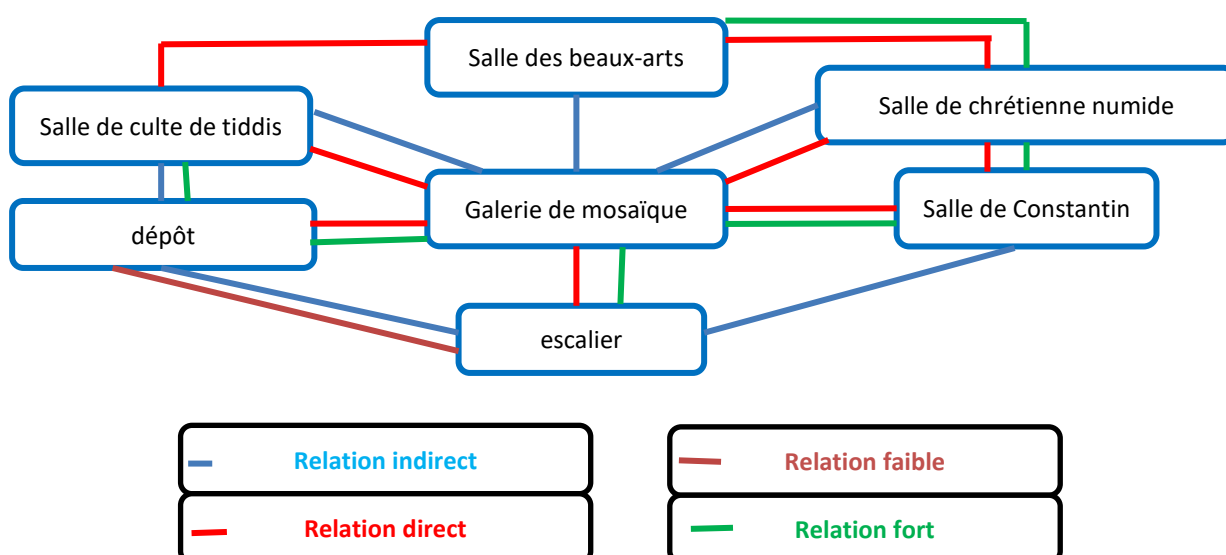 Salle des beaux-arts
Salle de culte de tiddis
Salle de chrétienne numide
Galerie de mosaïque
Salle de Constantin
dépôt
escalier
Relation indirect
Relation faible
Relation direct
Relation fort